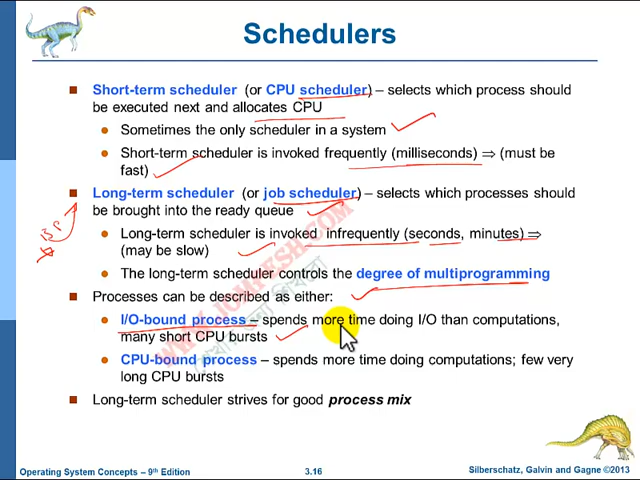 Schedulers
Short-term scheduler (or CPU scheduler) – selects which process should
be executed next and allocates CPU
Sometimes the only scheduler in a system
Short-term scheduler is invoked frequently (milliseconds) ⇒ (must be
fast)
Long-term scheduler (or job scheduler) – selects which processes should
be brought into the ready queue
Long-term scheduler is invoked infrequently (seconds, minutes) ⇒
(may be slow)
The long-term scheduler controls the degree of multiprogramming
Processes can be described as either:
I/O-bound process – spends more time doing I/O than computations,
many short CPU bursts
CPU-bound process – spends more time doing computations; few very
long CPU bursts
Long-term scheduler strives for good process mix
Operating System Concepts – 9th Edition
3.16
Silberschatz, Galvin and Gagne ©2013